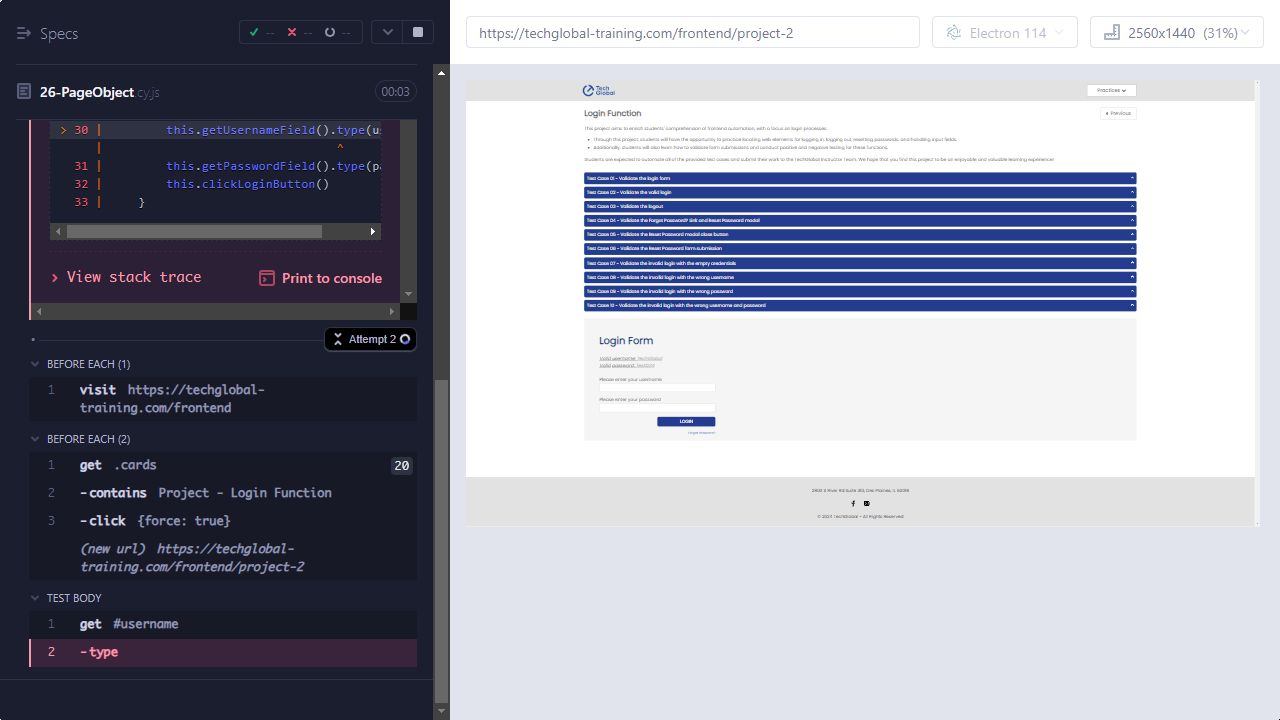 Specs
-- -- --
26-PageObject.cy.js
00:03
> 30 | this.getUsernameField().type(u
^
31 | this.getPasswordField().type(p
32 | this.clickLoginButton()
33 | }
View stack trace
Print to console
Attempt 2
BEFORE EACH (1)
1 visit https://techglobal-
training.com/frontend
BEFORE EACH (2)
1 get .cards 20
2 -contains Project - Login Function
3 -click {force: true}
(new url) https://techglobal-
training.com/frontend/project-2
TEST BODY
1 get #username
2 -type
https://techglobal-training.com/frontend/project-2
Electron 114
2560x1440 (31%)
Tech
Global
Practices
Login Function
Previous
This project aims to enrich students' comprehension of frontend automation, with a focus on login processes.
Through this project, students will have the opportunity to practice locating web elements for logging in, logging out, resetting passwords, and handling input fields.
Additionally, students will also learn how to validate form submissions and conduct positive and negative testing for these functions.
Students are expected to automate all of the provided test cases and submit their work to the TechGlobal Instructor Team. We hope that you find this project to be an enjoyable and valuable learning experience!
Test Case 01 - Validate the login form
Test Case 02 - Validate the valid login
Test Case 03 - Validate the logout
Test Case 04 - Validate the Forgot Password? Link and Reset Password modal
Test Case 05 - Validate the Reset Password modal close button
Test Case 06 - Validate the Reset Password form submission
Test Case 07 - Validate the invalid login with the empty credentials
Test Case 08 - Validate the invalid login with the wrong username
Test Case 09 - Validate the invalid login with the wrong password
Test Case 10 - Validate the invalid login with the wrong username and password
Login Form
Valid username: TechGlobal
Valid password: Test1234
Please enter your username
Please enter your password
LOGIN
Forgot Password?
2800 S River Rd Suite 310, Des Plaines, IL 60018
© 2024 TechGlobal - All Rights Reserved